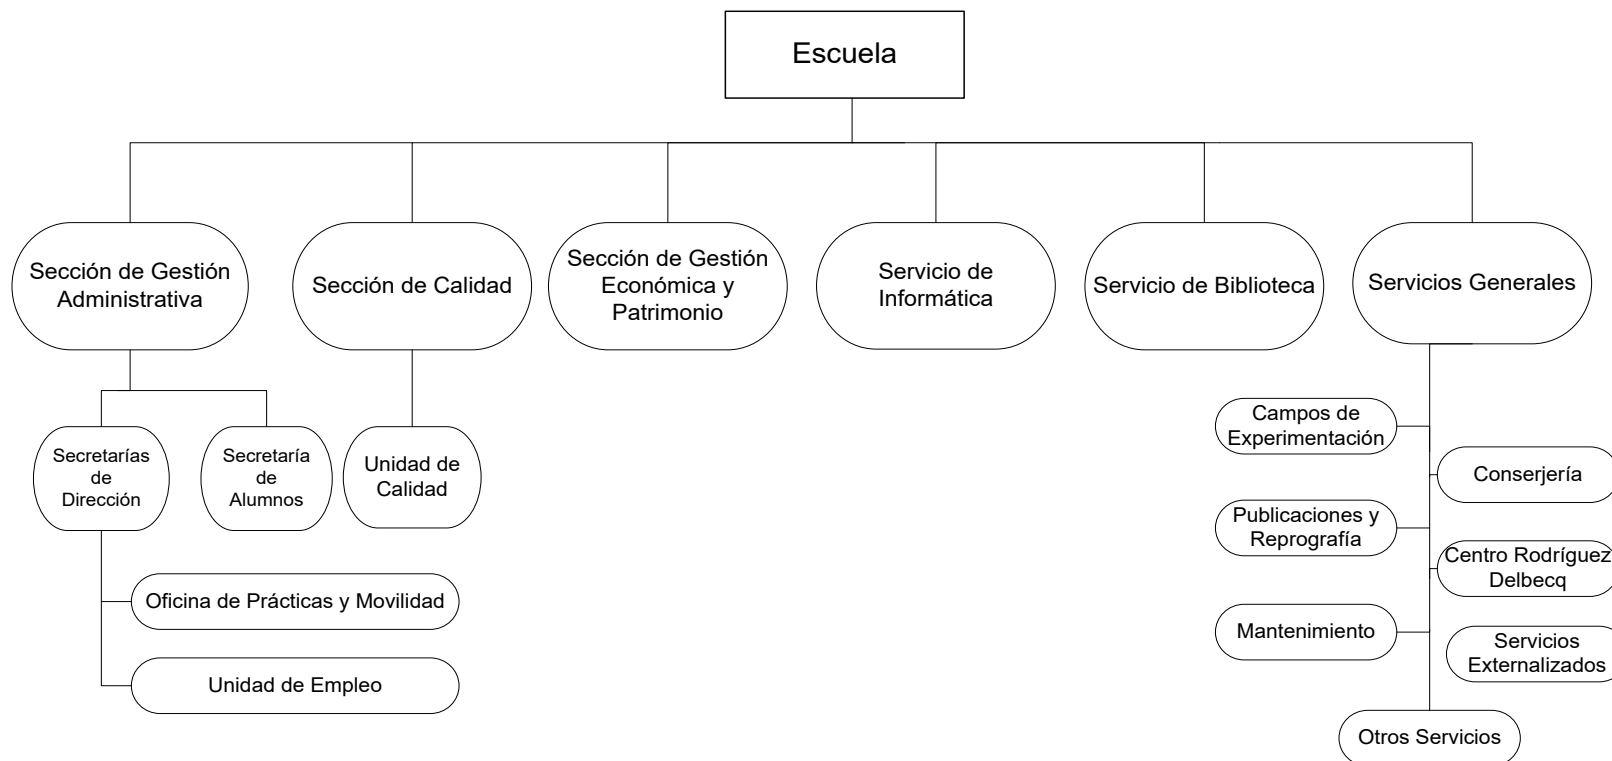 Escuela
Sección de Gestión
Administrativa
Sección de Calidad
Sección de Gestión
Económica y
Patrimonio
Servicio de
Informática
Servicio de Biblioteca
Servicios Generales
Secretarías
de
Dirección
Secretaría
de
Alumnos
Unidad de
Calidad
Oficina de Prácticas y Movilidad
Unidad de Empleo
Campos de
Experimentación
Conserjería
Publicaciones y
Reprografía
Centro Rodríguez
Delbecq
Mantenimiento
Servicios
Externalizados
Otros Servicios